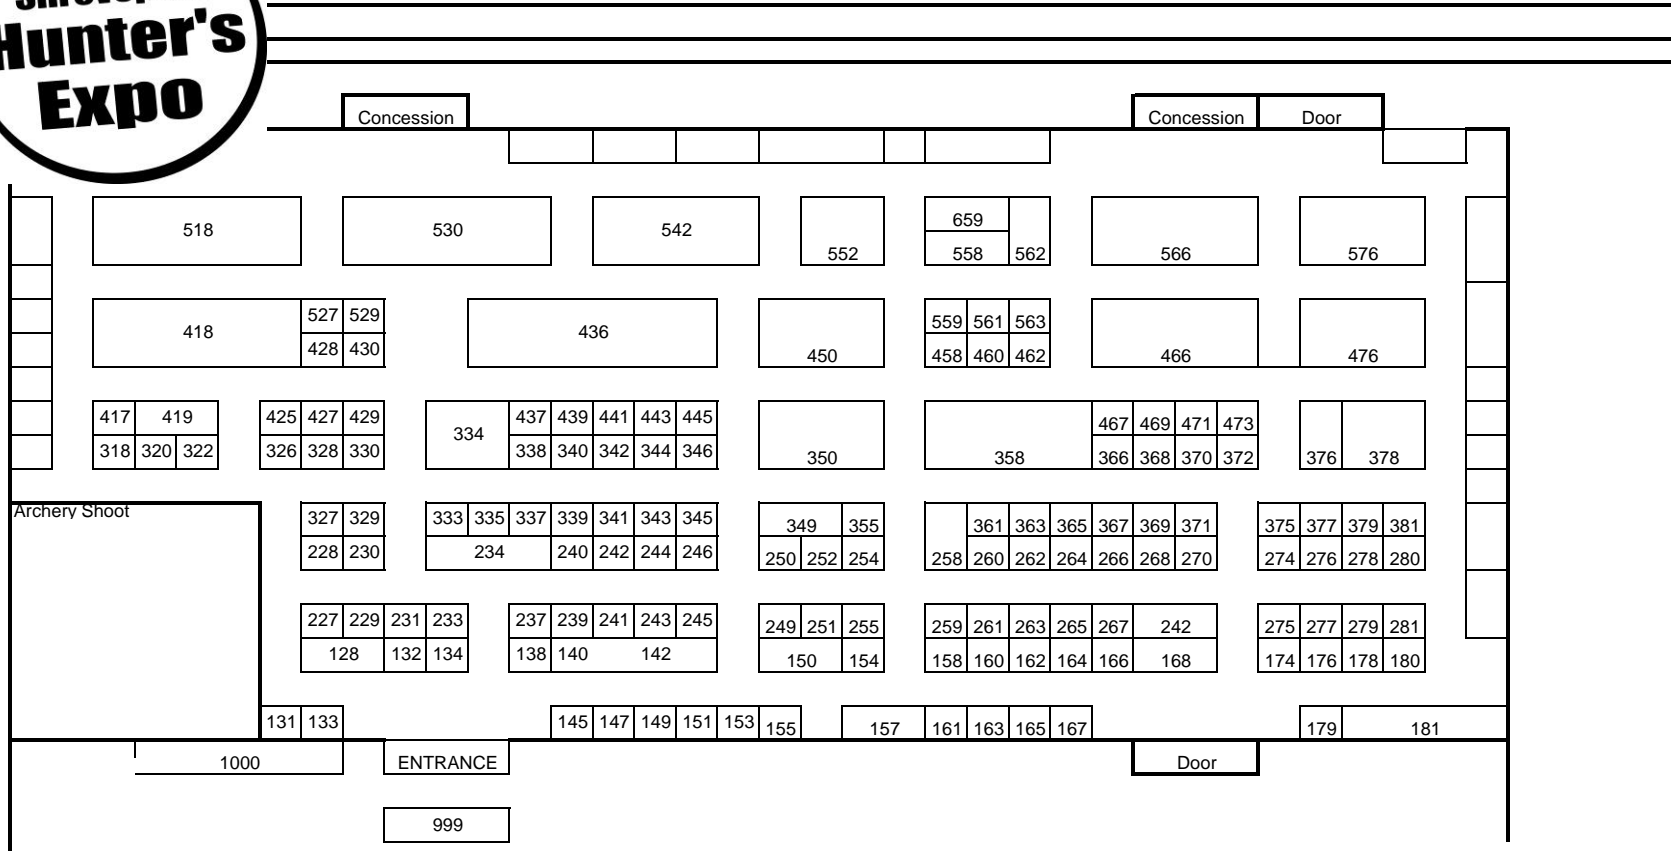 Hunter's
Expo
Concession Concession Door
518 530 542 552 659 558 562 566 576
418 527 529 436 450 559 561 563 466 476
428 430 458 460 462
417 419 425 427 429 334 437 439 441 443 445 350 358 467 469 471 473 376 378
318 320 322 326 328 330 338 340 342 344 346 366 368 370 372
Archery Shoot
327 329 333 335 337 339 341 343 345 349 355 361 363 365 367 369 371 375 377 379 381
228 230 234 240 242 244 246 250 252 254 258 260 262 264 266 268 270 274 276 278 280
227 229 231 233 237 239 241 243 245 249 251 255 259 261 263 265 267 242 275 277 279 281
128 132 134 138 140 142 150 154 158 160 162 164 166 168 174 176 178 180
131 133 145 147 149 151 153 155 157 161 163 165 167 179 181
1000 ENTRANCE Door
999